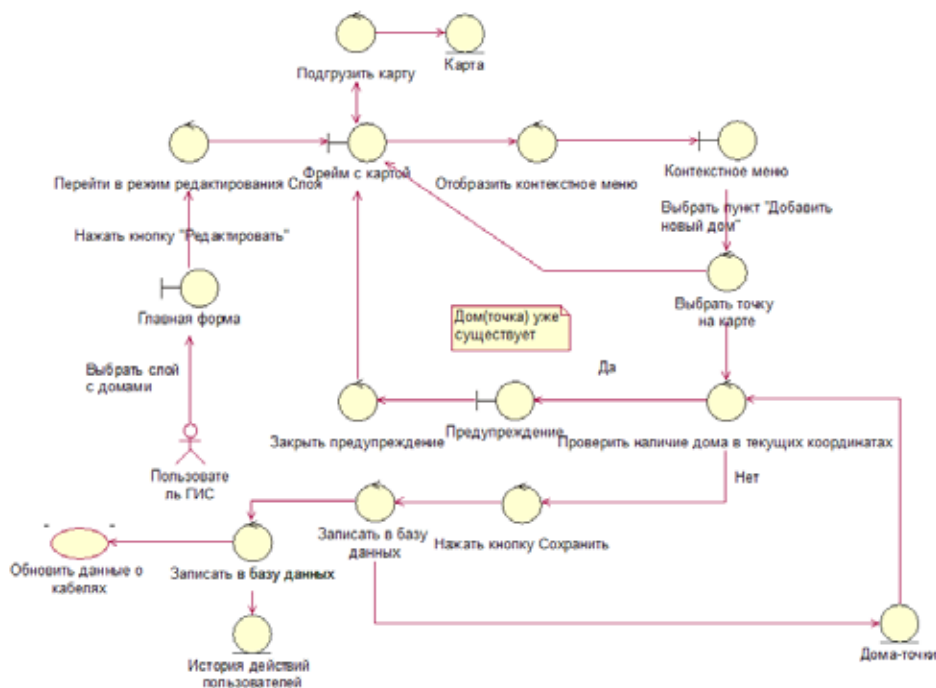 Карта
Подгрузить карту
Перейти в режим редактирования Слоя
Фрейм с картой
Отобразить контекстное меню
Контекстное меню
Выбрать пункт "Добавить
новый дом"
Нажать кнопку "Редактировать"
Главная форма
Выбрать точку
на карте
Дом(точка) уже
существует
Выбрать слой
с домами
Да
Закрыть предупреждение
Предупреждение
Проверить наличие дома в текущих координатах
Пользовате
ль ГИС
Нет
Записать в базу
данных
Нажать кнопку Сохранить
Обновить данные о
кабелях
Записать в базу данных
Дома-точки
История действий
пользователей